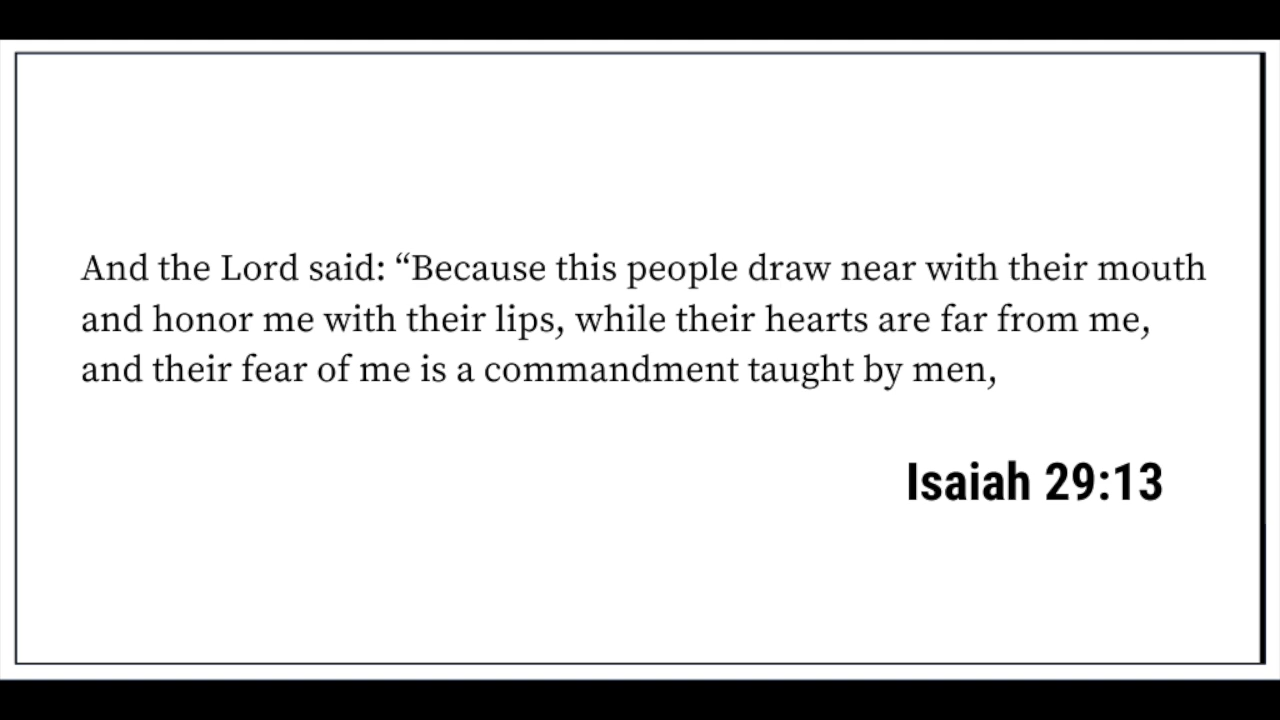 And the Lord said: “Because this people draw near with their mouth
and honor me with their lips, while their hearts are far from me,
and their fear of me is a commandment taught by men,
Isaiah 29:13